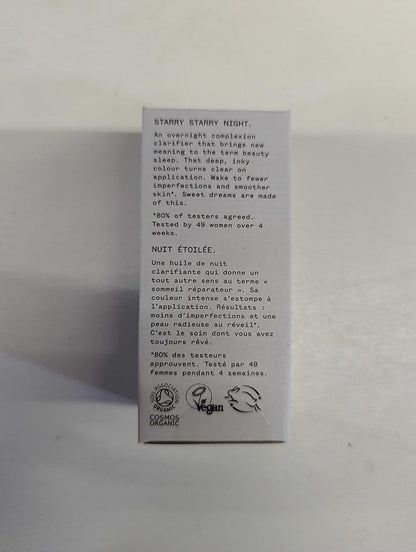 STARRY STARRY NIGHT.
An overnight complexion
clarifier that brings new
meaning to the term beauty
sleep. That deep, inky
colour turns clear on
application. Wake to fewer
imperfections and smoother
skin*. Sweet dreams are made
of this.
*80% of testers agreed.
Tested by 49 women over 4
weeks.
NUIT ÉTOILÉE.
Une huile de nuit
clarifiante qui donne un
tout autre sens au terme «
sommeil réparateur ». Sa
couleur intense s'estompe à
l'application. Résultats :
moins d'imperfections et une
peau radieuse au réveil*.
C'est le soin dont vous avez
toujours rêvé.
*80% des testeurs
approuvent. Testé par 49
femmes pendant 4 semaines.
SOIL ASSOCIATION
ORGANIC
COSMOS
ORGANIC
Vegan